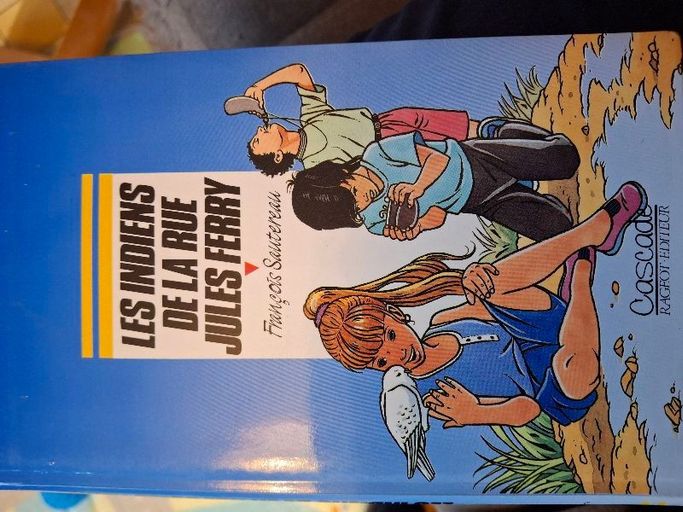 LES INDIENS
DE LA RUE
JULES FERRY
François Sautereau
Cascade
RAGEOT·EDITEUR